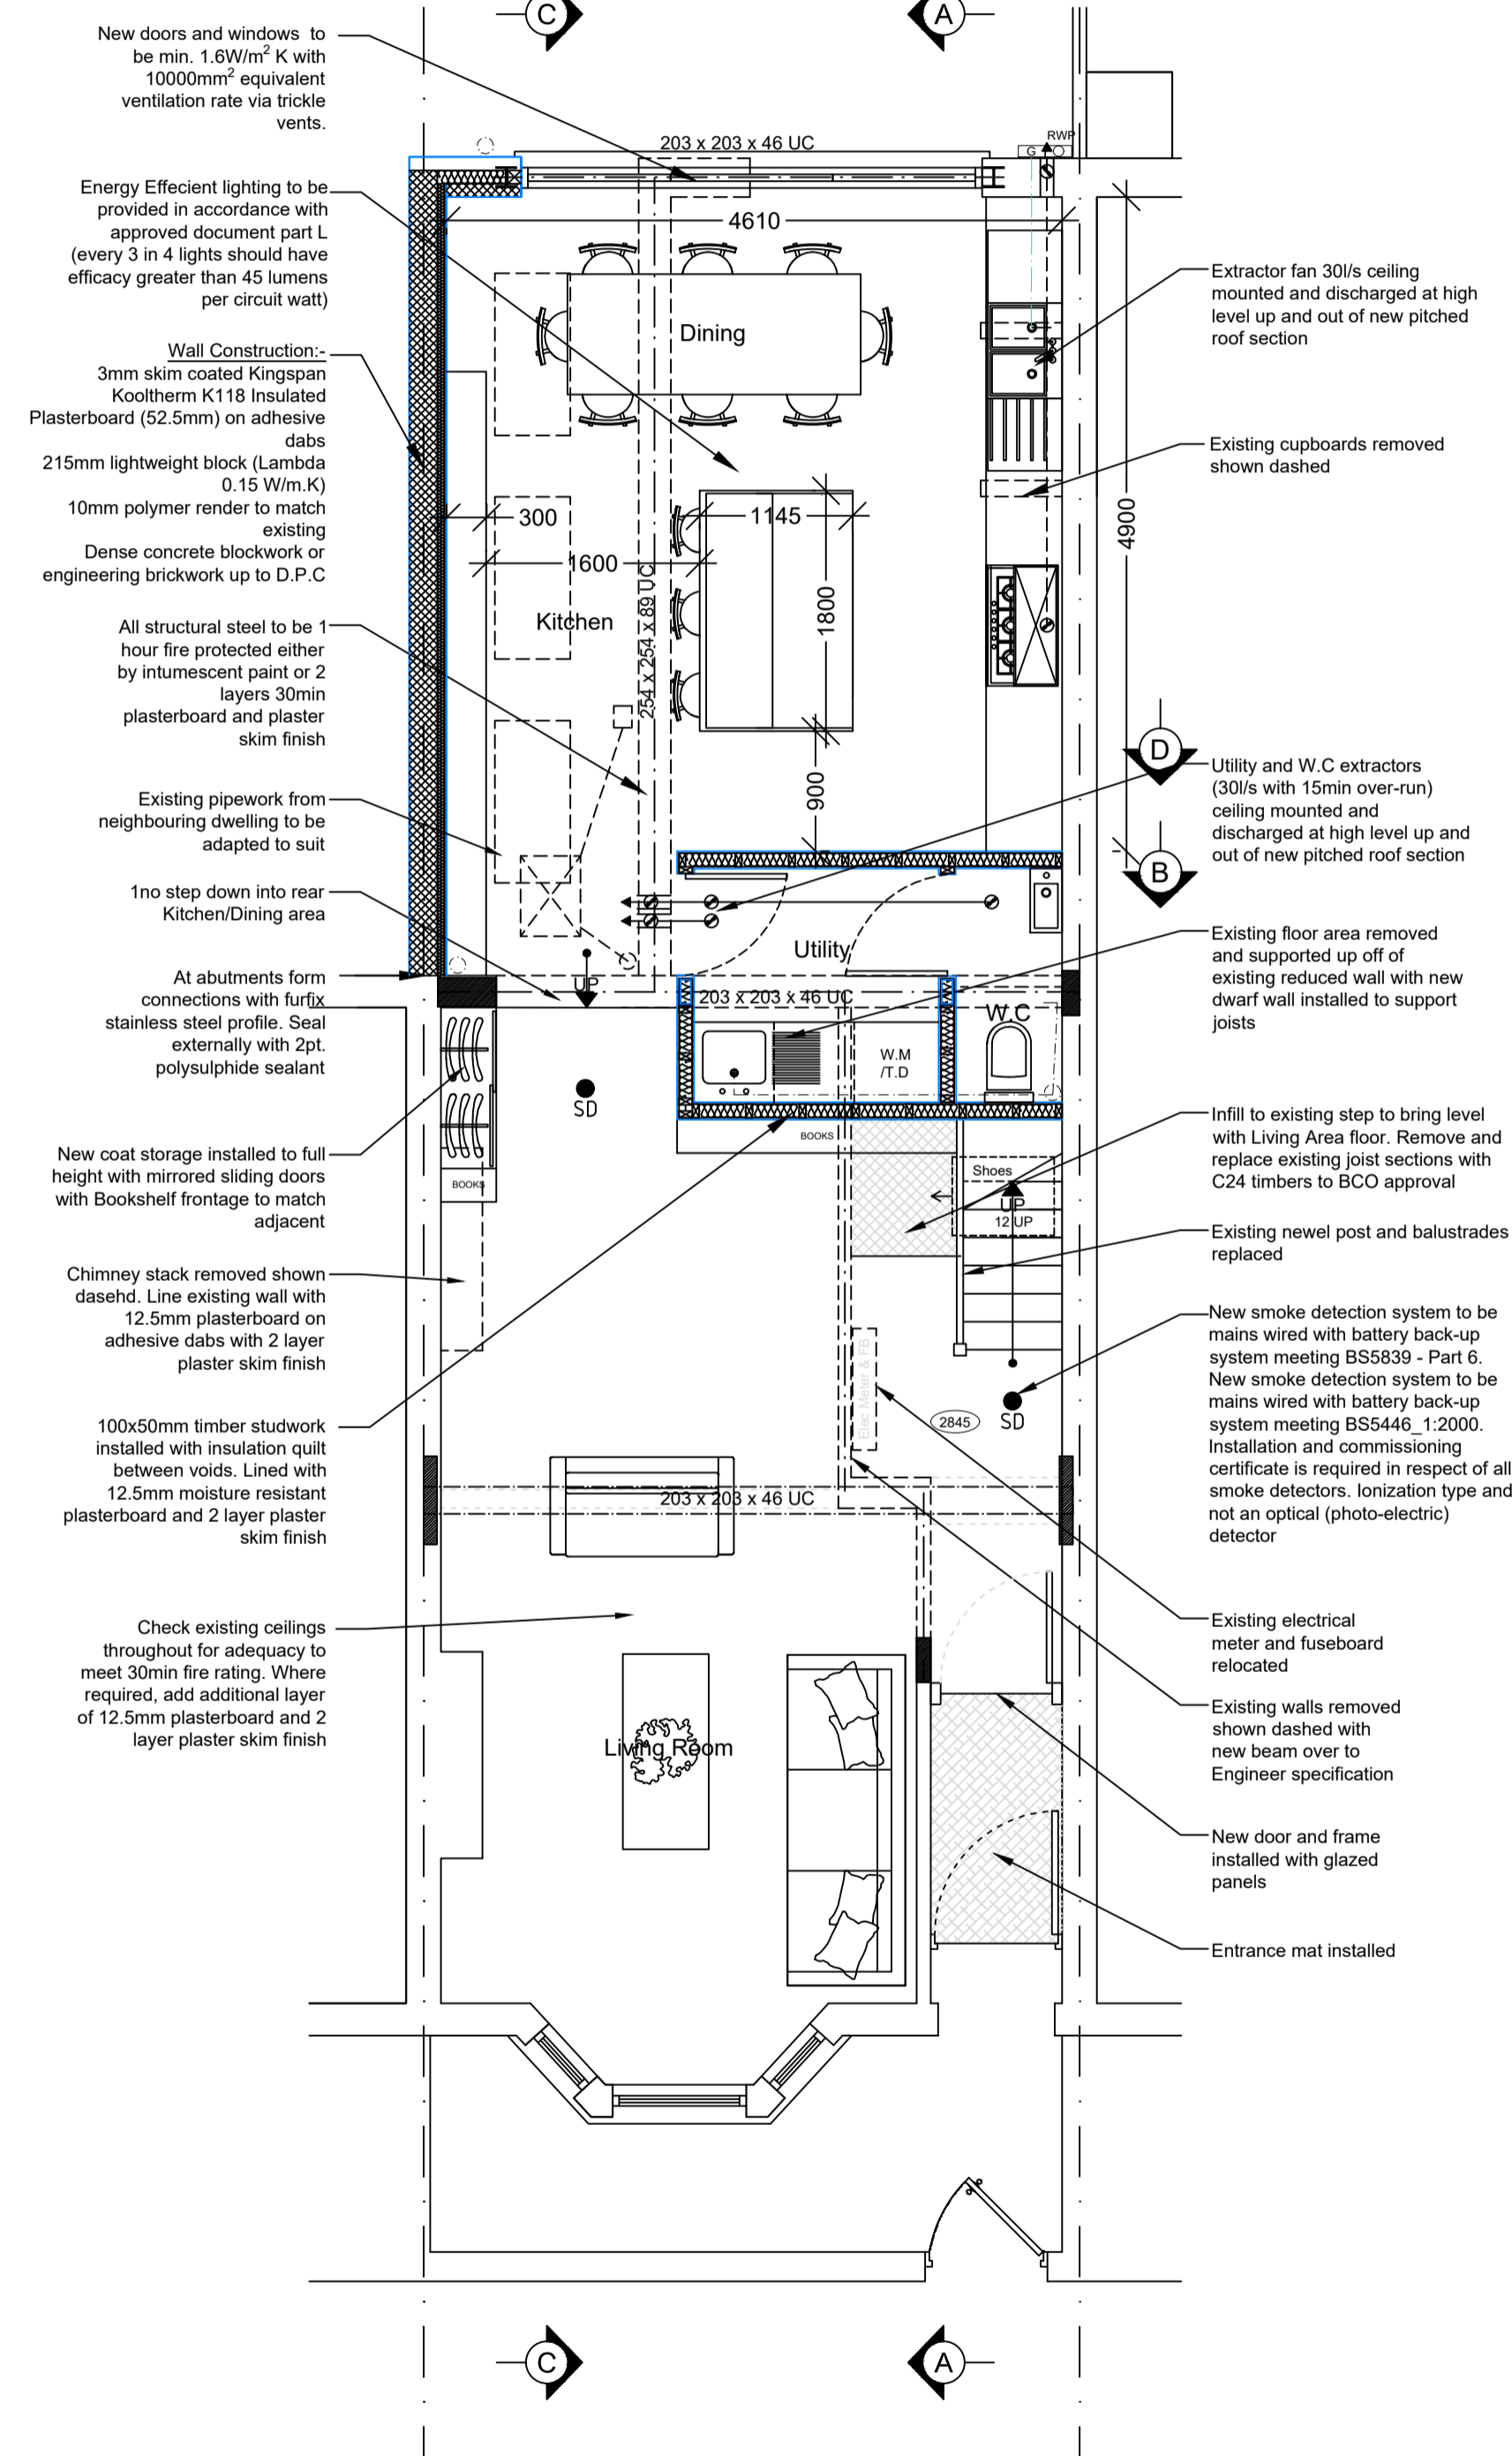 C
A
New doors and windows to
be min. 1.6W/m² K with
10000mm² equivalent
ventilation rate via trickle
vents.
Energy Effecient lighting to be
provided in accordance with
approved document part L
(every 3 in 4 lights should have
efficacy greater than 45 lumens
per circuit watt)
Wall Construction:-
3mm skim coated Kingspan
Kooltherm K118 Insulated
Plasterboard (52.5mm) on adhesive
dabs
215mm lightweight block (Lambda
0.15 W/m.K)
10mm polymer render to match
existing
Dense concrete blockwork or
engineering brickwork up to D.P.C
All structural steel to be 1
hour fire protected either
by intumescent paint or 2
layers 30min
plasterboard and plaster
skim finish
Existing pipework from
neighbouring dwelling to be
adapted to suit
1no step down into rear
Kitchen/Dining area
At abutments form
connections with furfix
stainless steel profile. Seal
externally with 2pt.
polysulphide sealant
New coat storage installed to full
height with mirrored sliding doors
with Bookshelf frontage to match
adjacent
Chimney stack removed shown
dasehd. Line existing wall with
12.5mm plasterboard on
adhesive dabs with 2 layer
plaster skim finish
100x50mm timber studwork
installed with insulation quilt
between voids. Lined with
12.5mm moisture resistant
plasterboard and 2 layer plaster
skim finish
Check existing ceilings
throughout for adequacy to
meet 30min fire rating. Where
required, add additional layer
of 12.5mm plasterboard and 2
layer plaster skim finish
203 x 203 x 46 UC
RWP
G
4610
Dining
300
1145
1600
1800
Kitchen
254 x 254 x 89 UC
900
4900
Utility
UP
203 x 203 x 46 UC
W.C
W.M
/T.D
SD
BOOKS
BOOKS
Shoes
UP
12 UP
Elec Meter & FB
2845
SD
203 x 203 x 46 UC
Living Room
Extractor fan 30l/s ceiling
mounted and discharged at high
level up and out of new pitched
roof section
Existing cupboards removed
shown dashed
D
Utility and W.C extractors
(30l/s with 15min over-run)
ceiling mounted and
discharged at high level up and
out of new pitched roof section
B
Existing floor area removed
and supported up off of
existing reduced wall with new
dwarf wall installed to support
joists
Infill to existing step to bring level
with Living Area floor. Remove and
replace existing joist sections with
C24 timbers to BCO approval
Existing newel post and balustrades
replaced
New smoke detection system to be
mains wired with battery back-up
system meeting BS5839 - Part 6.
New smoke detection system to be
mains wired with battery back-up
system meeting BS5446_1:2000.
Installation and commissioning
certificate is required in respect of all
smoke detectors. Ionization type and
not an optical (photo-electric)
detector
Existing electrical
meter and fuseboard
relocated
Existing walls removed
shown dashed with
new beam over to
Engineer specification
New door and frame
installed with glazed
panels
Entrance mat installed
C
A